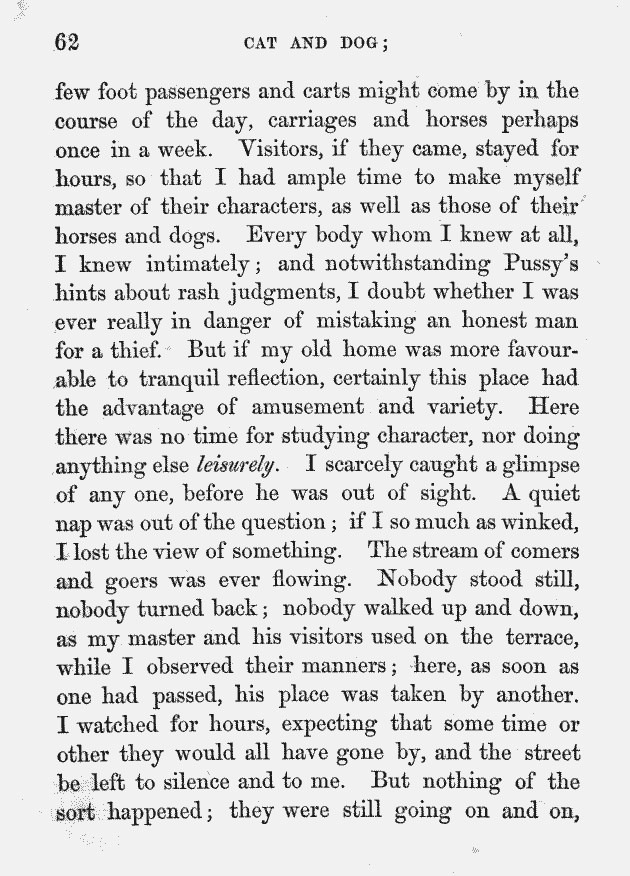 62 CAT AND DOG;
few foot passengers and carts might come by in the
course of the day, carriages and horses perhaps
once in a week. Visitors, if they came, stayed for
hours, so that I had ample time to make myself
master of their characters, as well as those of their
horses and dogs. Every body whom I knew at all,
I knew intimately; and notwithstanding Pussy's
hints about rash judgments, I doubt whether I was
ever really in danger of mistaking an honest man
for a thief. But if my old home was more favour-
able to tranquil reflection, certainly this place had
the advantage of amusement and variety. Here
there was no time for studying character, nor doing
anything else leisurely. I scarcely caught a glimpse
of any one, before he was out of sight. A quiet
nap was out of the question; if I so much as winked,
I lost the view of something. The stream of comers
and goers was ever flowing. Nobody stood still,
nobody turned back; nobody walked up and down,
as my master and his visitors used on the terrace,
while I observed their manners; here, as soon as
one had passed, his place was taken by another.
I watched for hours, expecting that some time or
other they would all have gone by, and the street
be left to silence and to me. But nothing of the
sort happened; they were still going on and on,